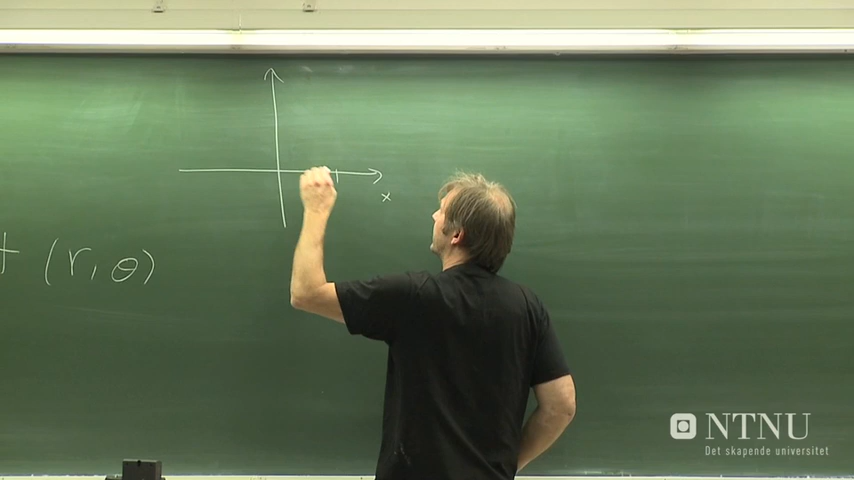 x
(r, θ)
NTNU
Det skapende universitet